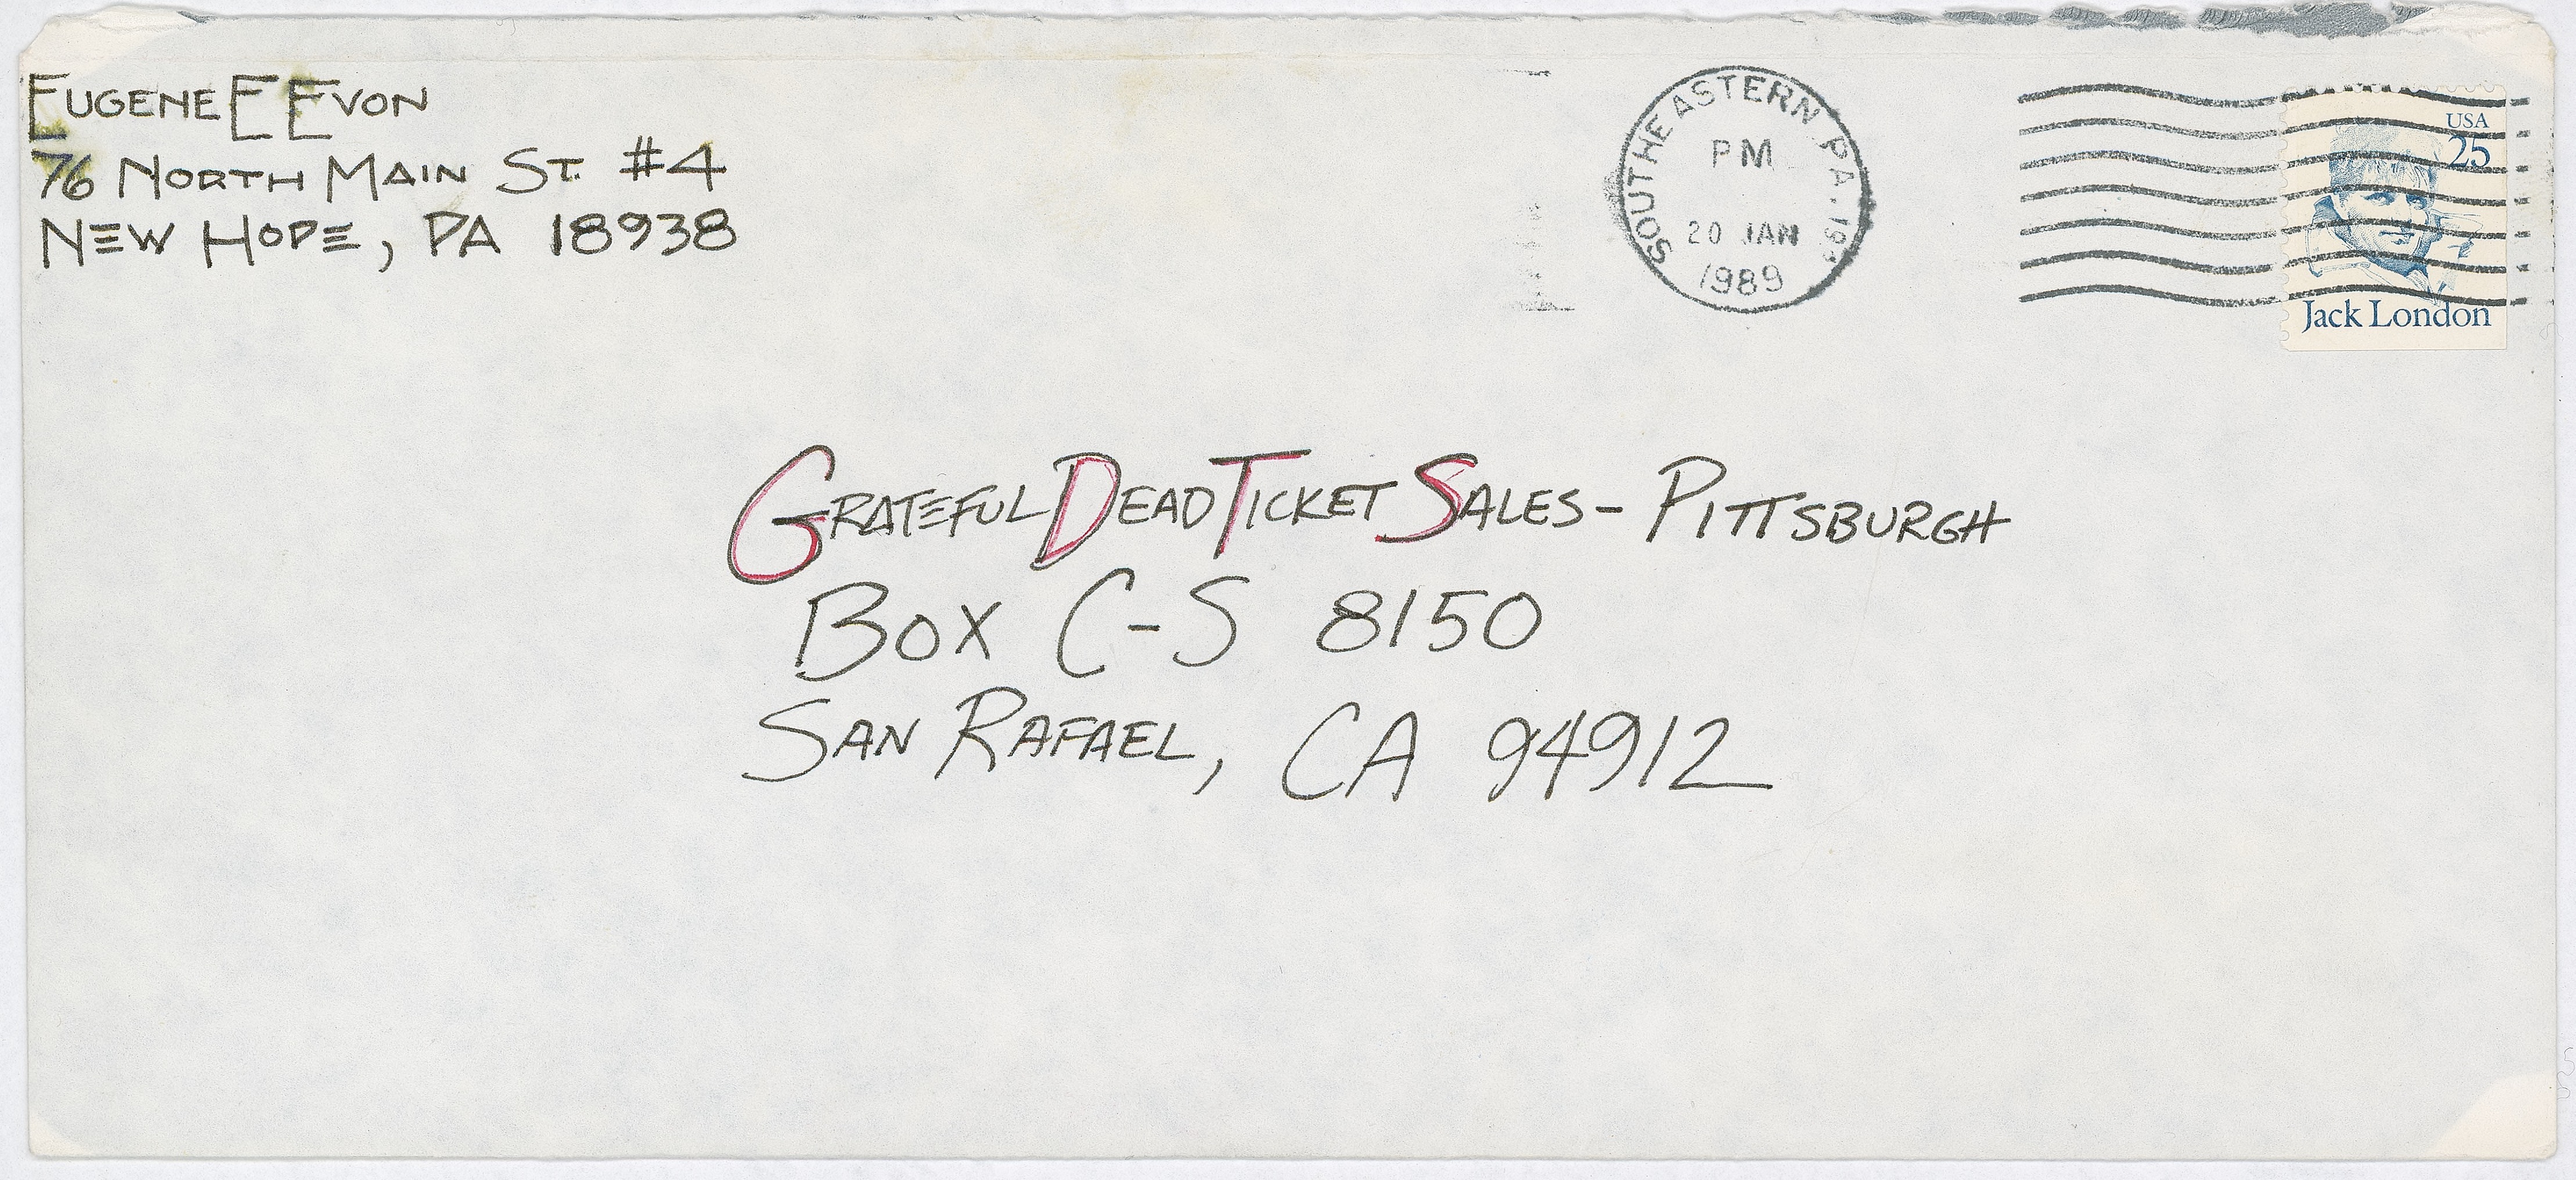 EUGENE E EVON
76 NORTH MAIN ST. #4
NEW HOPE, PA 18938
SOUTHEASTERN PA.
PM
20 JAN
1989
USA
25
Jack London
GRATEFUL DEAD TICKET SALES - PITTSBURGH
BOX C-S 8150
SAN RAFAEL, CA 94912